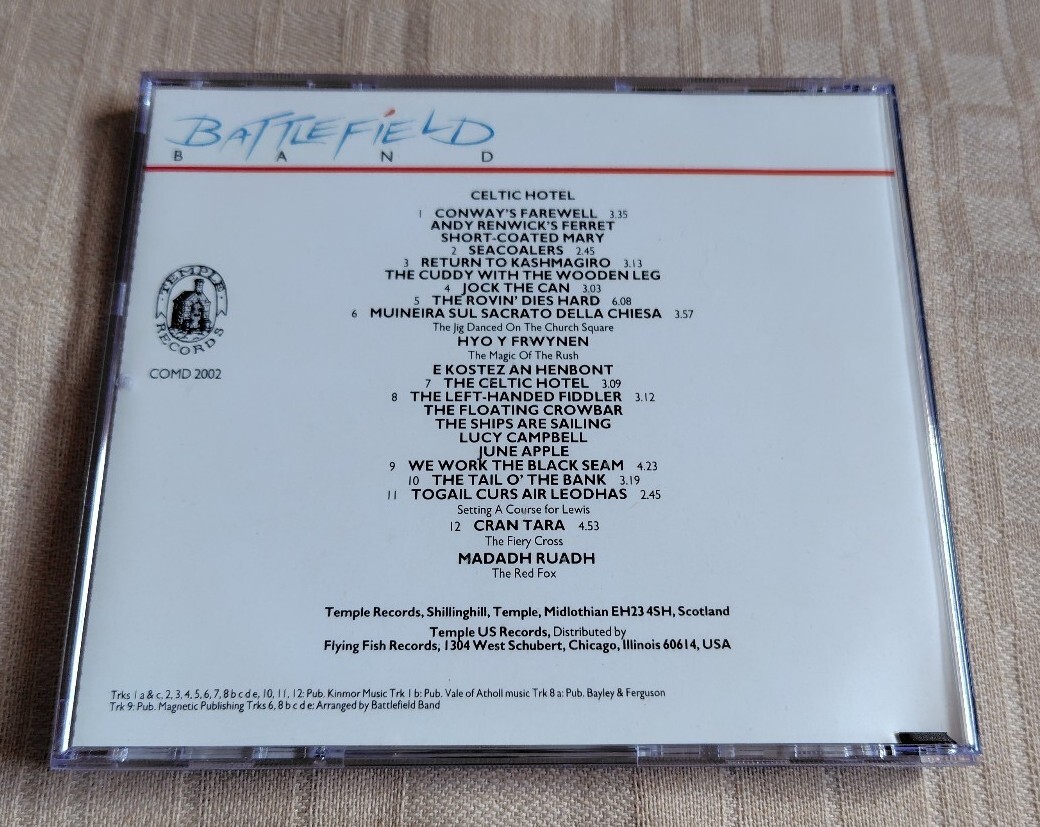 BATTLEFIELD
BAND
CELTIC HOTEL
1 CONWAY'S FAREWELL 3.35
ANDY RENWICK'S FERRET
SHORT-COATED MARY
2 SEACOALERS 2.45
3 RETURN TO KASHMAGIRO 3.13
THE CUDDY WITH THE WOODEN LEG
4 JOCK THE CAN 3.03
5 THE ROVIN' DIES HARD 6.08
6 MUINEIRA SUL SACRATO DELLA CHIESA 3.57
The Jig Danced On The Church Square
HYO Y FRWYNEN
The Magic Of The Rush
E KOSTEZ AN HENBONT
7 THE CELTIC HOTEL 3.09
8 THE LEFT-HANDED FIDDLER 3.12
THE FLOATING CROWBAR
THE SHIPS ARE SAILING
LUCY CAMPBELL
JUNE APPLE
9 WE WORK THE BLACK SEAM 4.23
10 THE TAIL O' THE BANK 3.19
11 TOGAIL CURS AIR LEODHAS 2.45
Setting A Course for Lewis
12 CRAN TARA 4.53
The Fiery Cross
MADADH RUADH
The Red Fox
TEMPLE
RECORDS
COMD 2002
Temple Records, Shillinghill, Temple, Midlothian EH23 4SH, Scotland
Temple US Records, Distributed by
Flying Fish Records, 1304 West Schubert, Chicago, Illinois 60614, USA
Trks 1 a & c, 2, 3, 4, 5, 6, 7, 8 b c d e, 10, 11, 12: Pub. Kinmor Music Trk 1 b: Pub. Vale of Atholl music Trk 8 a: Pub. Bayley & Ferguson
Trk 9: Pub. Magnetic Publishing Trks 6, 8 b c d e: Arranged by Battlefield Band